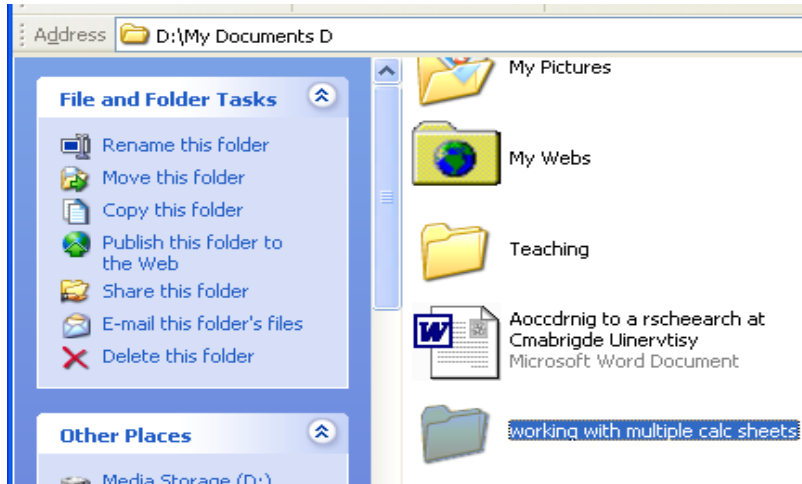 Address D:\My Documents D
File and Folder Tasks
Rename this folder
Move this folder
Copy this folder
Publish this folder to
the Web
Share this folder
E-mail this folder's files
Delete this folder
Other Places
Media Storage (D:)
My Pictures
My Webs
Teaching
W
Aoccdrnig to a rscheearch at
Cmabrigde Uinervtisy
Microsoft Word Document
working with multiple calc sheets